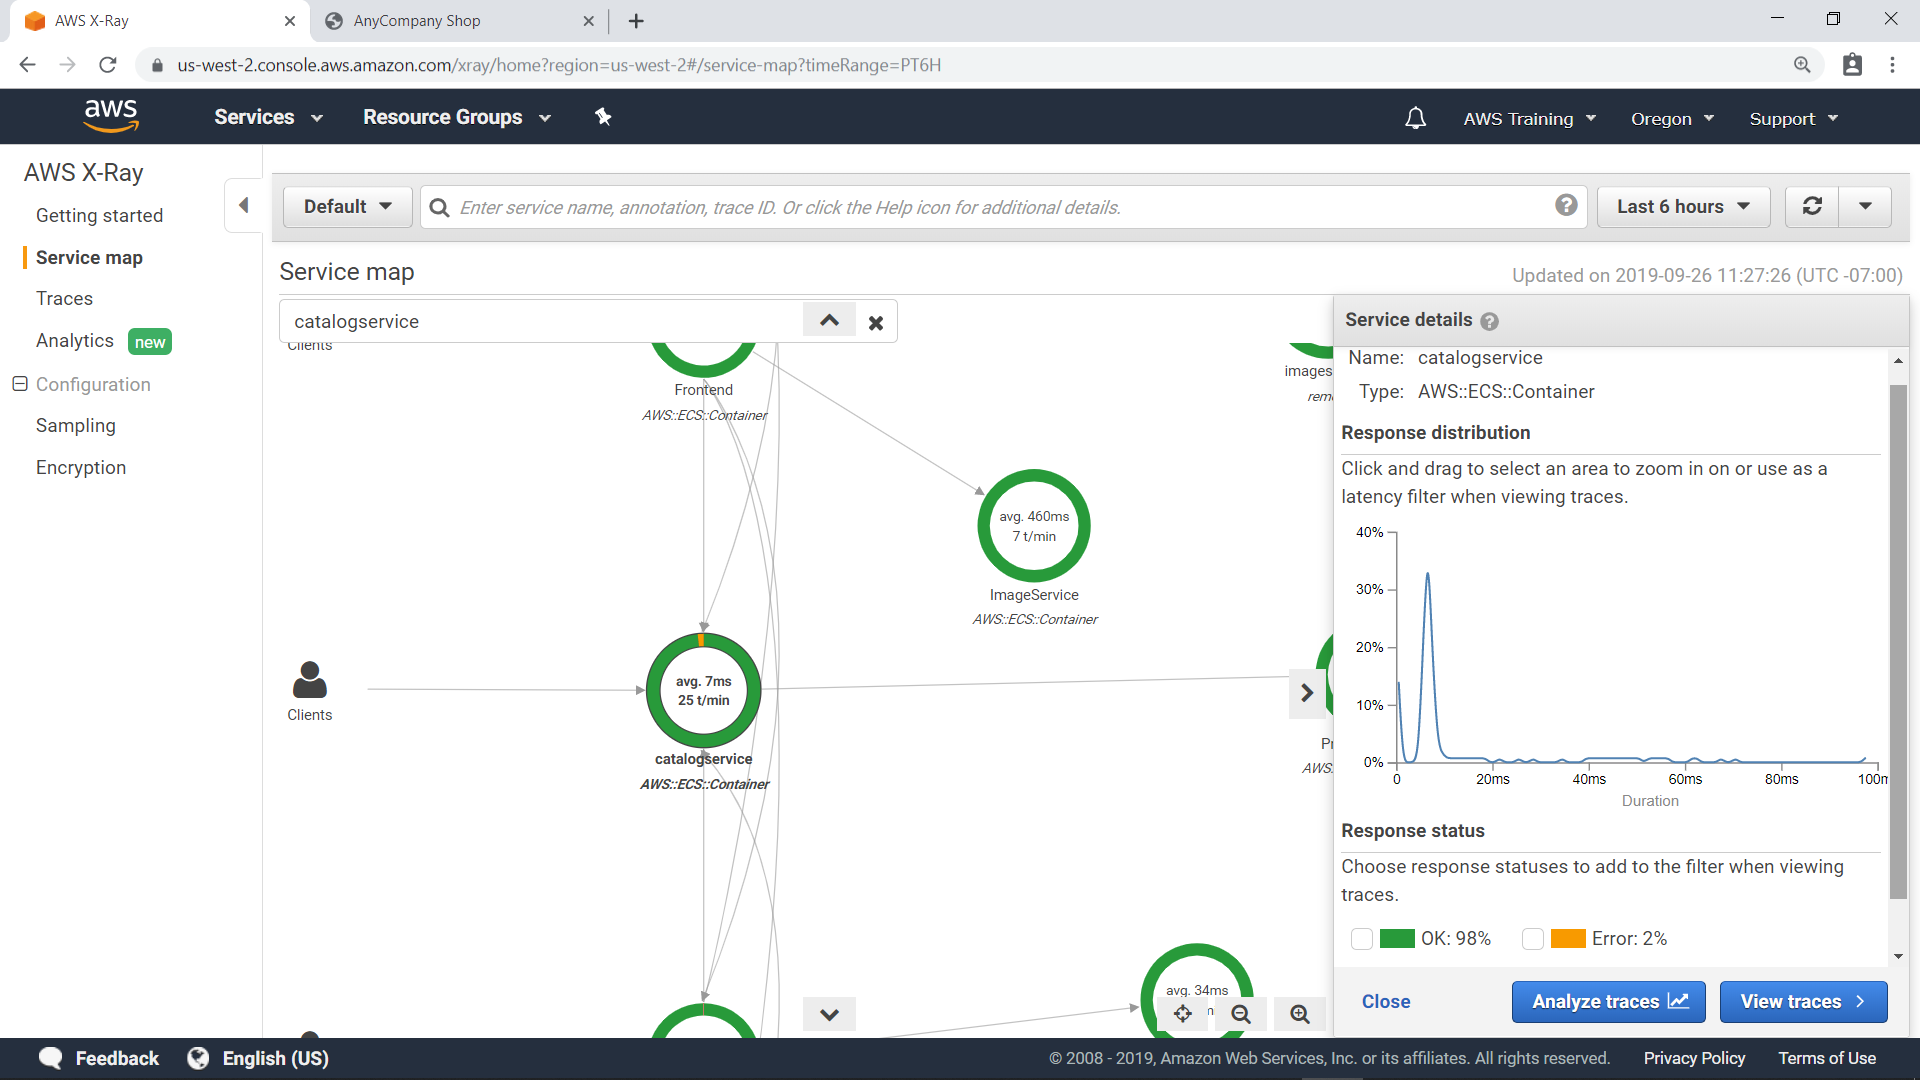 AWS X-Ray
AnyCompany Shop
us-west-2.console.aws.amazon.com/xray/home?region=us-west-2#/service-map?timeRange=PT6H
aws
Services
Resource Groups
AWS Training
Oregon
Support
AWS X-Ray
Getting started
Service map
Traces
Analytics new
Configuration
Sampling
Encryption
Default
Enter service name, annotation, trace ID. Or click the Help icon for additional details.
Last 6 hours
Service map
Updated on 2019-09-26 11:27:26 (UTC -07:00)
catalogservice
Clients
Frontend
AWS::ECS::Container
images
rem
avg. 460ms
7 t/min
ImageService
AWS::ECS::Container
Clients
avg. 7ms
25 t/min
catalogservice
AWS::ECS::Container
AWS:
avg. 34ms
Service details
Name: catalogservice
Type: AWS::ECS::Container
Response distribution
Click and drag to select an area to zoom in on or use as a
latency filter when viewing traces.
40%
30%
20%
10%
0%
0 20ms 40ms 60ms 80ms 100m
Duration
Response status
Choose response statuses to add to the filter when viewing
traces.
OK: 98% Error: 2%
Close
Analyze traces
View traces
Feedback
English (US)
© 2008 - 2019, Amazon Web Services, Inc. or its affiliates. All rights reserved.
Privacy Policy
Terms of Use